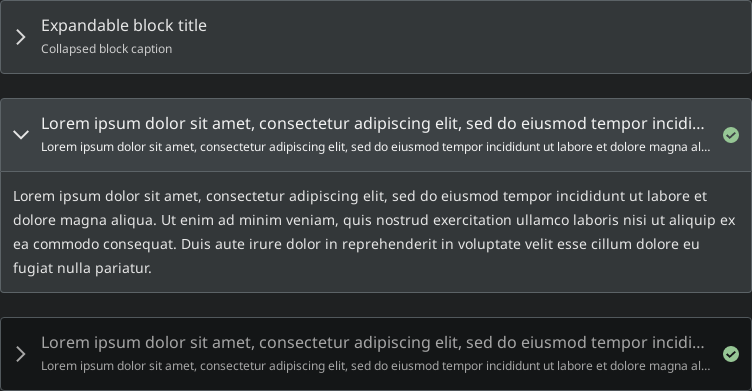 Expandable block title
Collapsed block caption
Lorem ipsum dolor sit amet, consectetur adipiscing elit, sed do eiusmod tempor incidi...
Lorem ipsum dolor sit amet, consectetur adipiscing elit, sed do eiusmod tempor incididunt ut labore et dolore magna al...
Lorem ipsum dolor sit amet, consectetur adipiscing elit, sed do eiusmod tempor incididunt ut labore et
dolore magna aliqua. Ut enim ad minim veniam, quis nostrud exercitation ullamco laboris nisi ut aliquip ex
ea commodo consequat. Duis aute irure dolor in reprehenderit in voluptate velit esse cillum dolore eu
fugiat nulla pariatur.
Lorem ipsum dolor sit amet, consectetur adipiscing elit, sed do eiusmod tempor incidi...
Lorem ipsum dolor sit amet, consectetur adipiscing elit, sed do eiusmod tempor incididunt ut labore et dolore magna al...